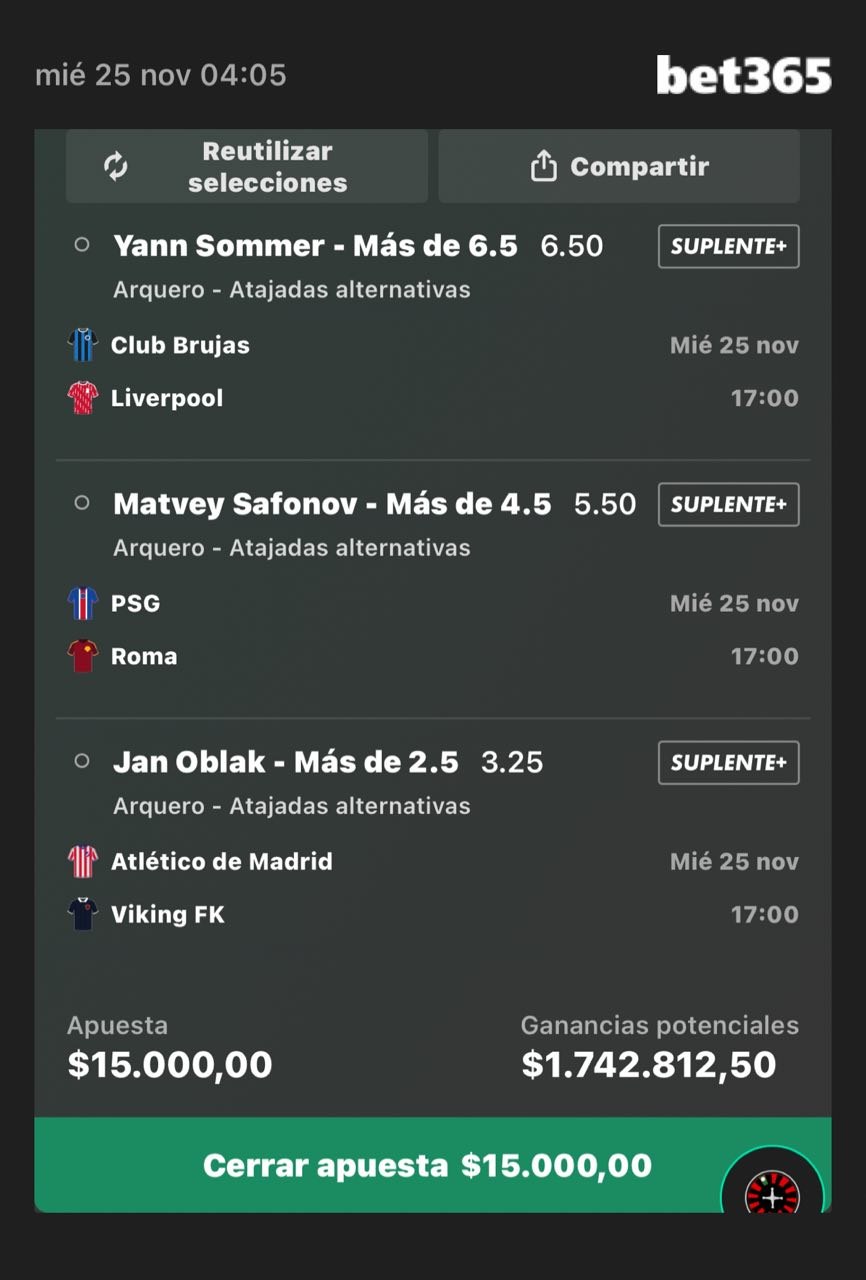 mié 25 nov 04:05
bet365
Reutilizar
selecciones
Compartir
Yann Sommer - Más de 6.5 6.50 SUPLENTE+
Arquero - Atajadas alternativas
Club Brujas Mié 25 nov
Liverpool 17:00
Matvey Safonov - Más de 4.5 5.50 SUPLENTE+
Arquero - Atajadas alternativas
PSG Mié 25 nov
Roma 17:00
Jan Oblak - Más de 2.5 3.25 SUPLENTE+
Arquero - Atajadas alternativas
Atlético de Madrid Mié 25 nov
Viking FK 17:00
Apuesta Ganancias potenciales
$15.000,00 $1.742.812,50
Cerrar apuesta $15.000,00